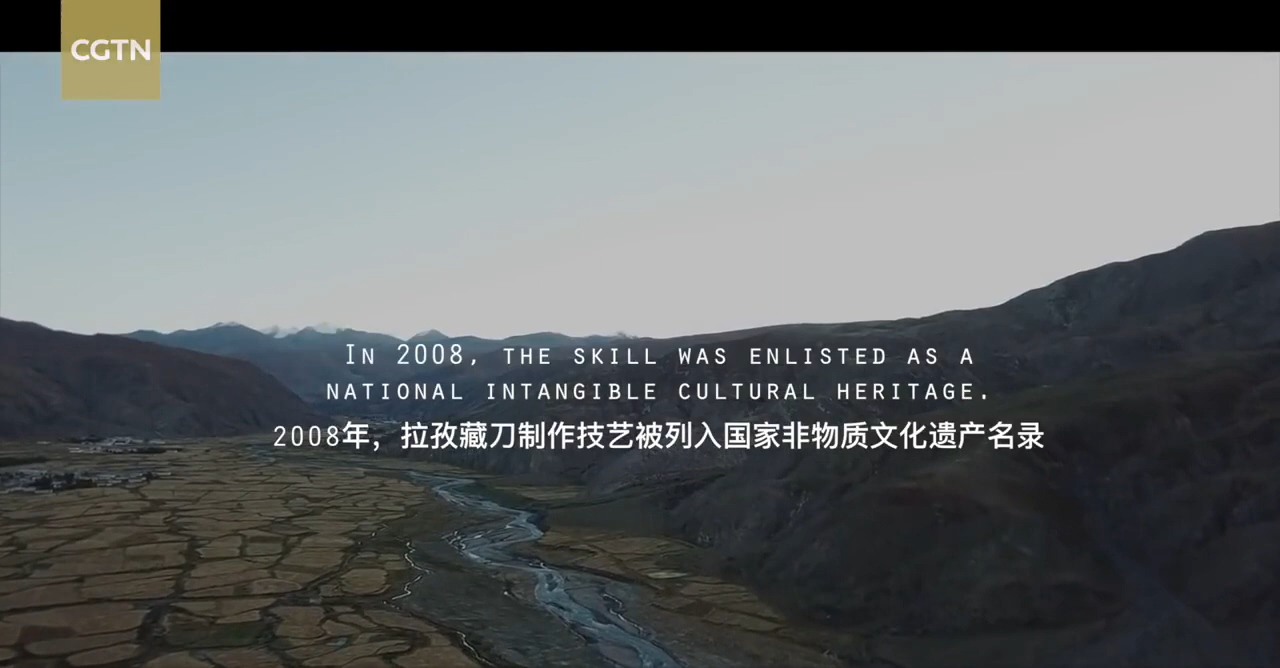 CGTN
In 2008, the skill was enlisted as a
national intangible cultural heritage.
2008年，拉孜藏刀制作技艺被列入国家非物质文化遗产名录